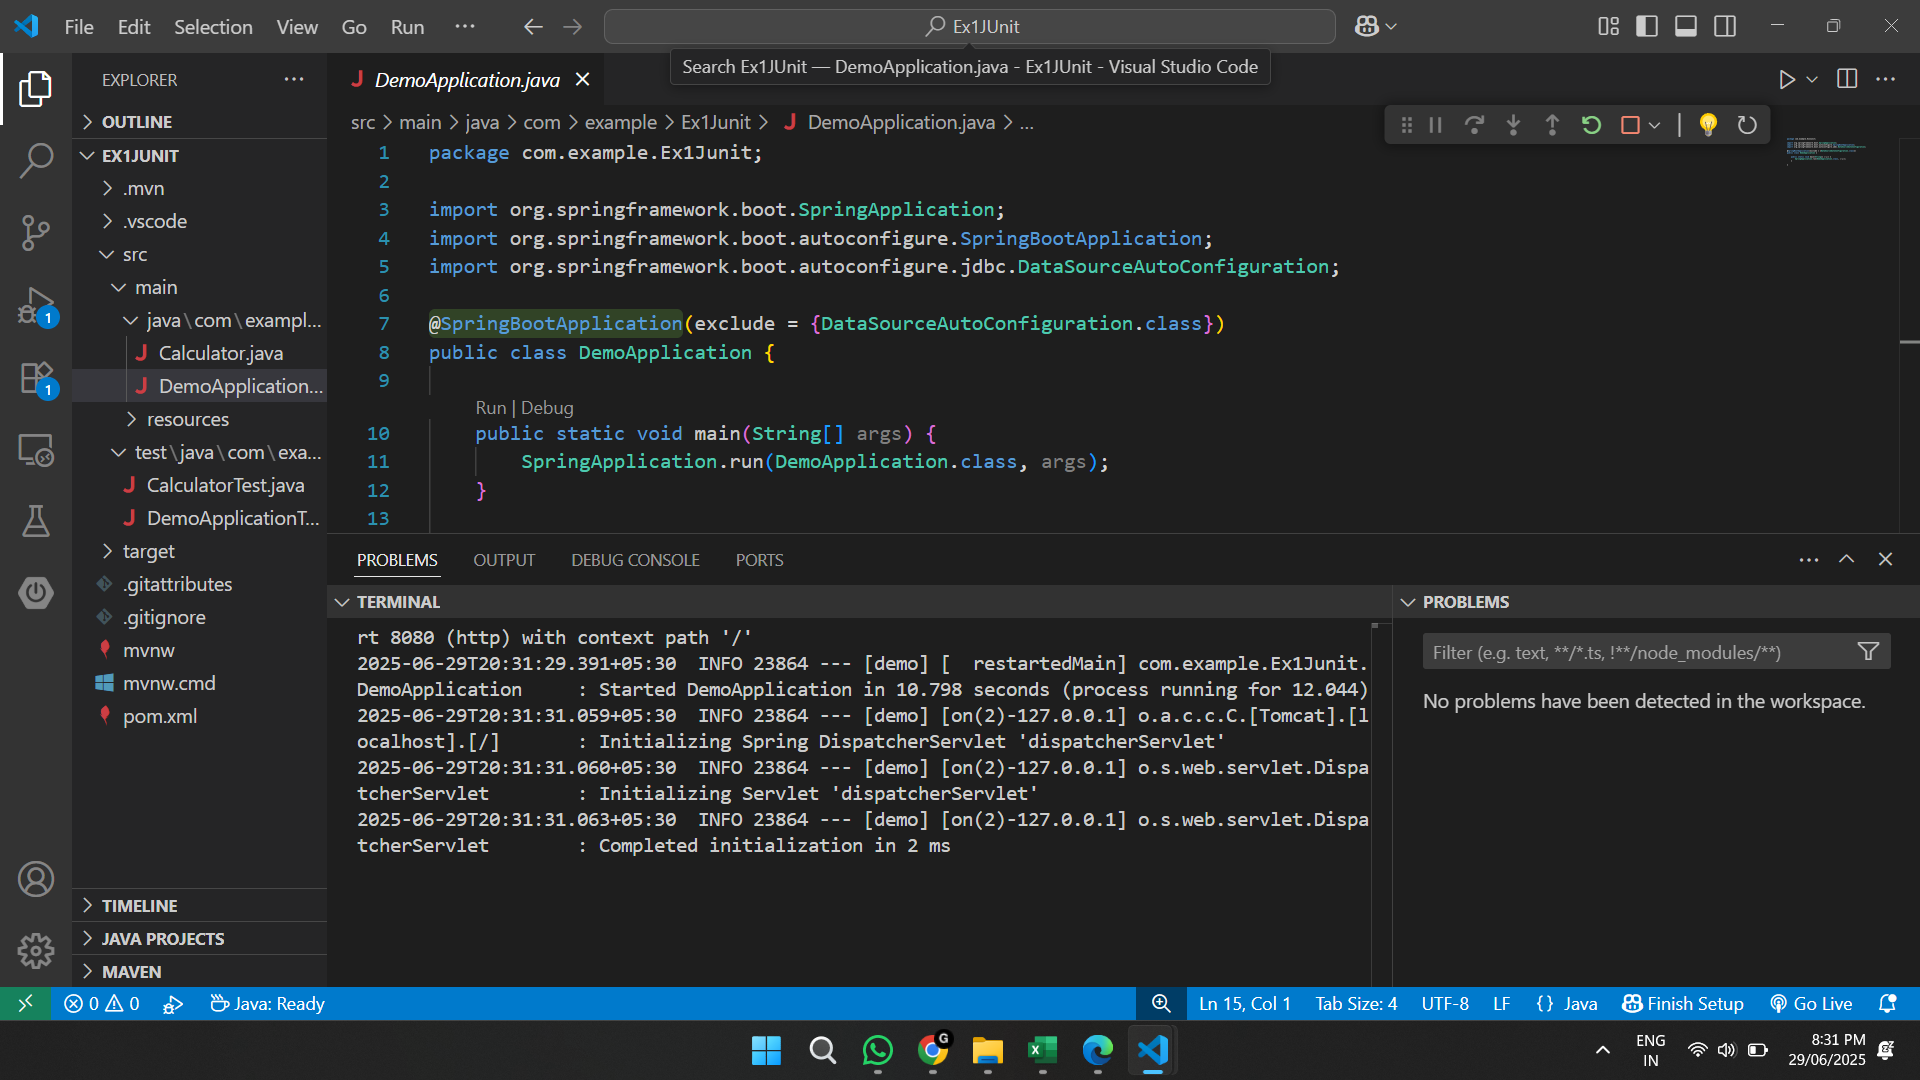 File Edit Selection View Go Run ···
Ex1JUnit
Search Ex1JUnit — DemoApplication.java - Ex1JUnit - Visual Studio Code
EXPLORER
OUTLINE
EX1JUNIT
.mvn
.vscode
src
main
java\com\exampl...
Calculator.java
DemoApplication...
resources
test\java\com\exa...
CalculatorTest.java
DemoApplicationT...
target
.gitattributes
.gitignore
mvnw
mvnw.cmd
pom.xml
TIMELINE
JAVA PROJECTS
MAVEN
1
1
DemoApplication.java
src > main > java > com > example > Ex1Junit > DemoApplication.java > ...
1 package com.example.Ex1Junit;
2
3 import org.springframework.boot.SpringApplication;
4 import org.springframework.boot.autoconfigure.SpringBootApplication;
5 import org.springframework.boot.autoconfigure.jdbc.DataSourceAutoConfiguration;
6
7 @SpringBootApplication(exclude = {DataSourceAutoConfiguration.class})
8 public class DemoApplication {
9
Run | Debug
10 public static void main(String[] args) {
11 SpringApplication.run(DemoApplication.class, args);
12 }
13
PROBLEMS OUTPUT DEBUG CONSOLE PORTS
TERMINAL
rt 8080 (http) with context path '/'
2025-06-29T20:31:29.391+05:30  INFO 23864 --- [demo] [  restartedMain] com.example.Ex1Junit.
DemoApplication     : Started DemoApplication in 10.798 seconds (process running for 12.044)
2025-06-29T20:31:31.059+05:30  INFO 23864 --- [demo] [on(2)-127.0.0.1] o.a.c.c.C.[Tomcat].[l
ocalhost].[/]       : Initializing Spring DispatcherServlet 'dispatcherServlet'
2025-06-29T20:31:31.060+05:30  INFO 23864 --- [demo] [on(2)-127.0.0.1] o.s.web.servlet.Dispa
tcherServlet        : Initializing Servlet 'dispatcherServlet'
2025-06-29T20:31:31.063+05:30  INFO 23864 --- [demo] [on(2)-127.0.0.1] o.s.web.servlet.Dispa
tcherServlet        : Completed initialization in 2 ms
PROBLEMS
Filter (e.g. text, **/*.ts, !**/node_modules/**)
No problems have been detected in the workspace.
0 0 Java: Ready
Ln 15, Col 1 Tab Size: 4 UTF-8 LF {} Java Finish Setup Go Live
G
ENG
IN
8:31 PM
29/06/2025